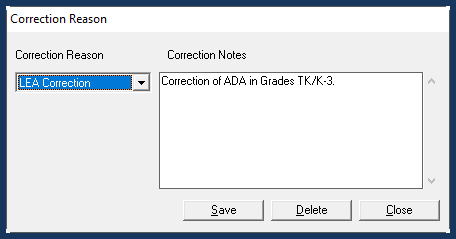 Correction Reason
Correction Reason
Correction Notes
LEA Correction
Correction of ADA in Grades TK/K-3.
Save
Delete
Close